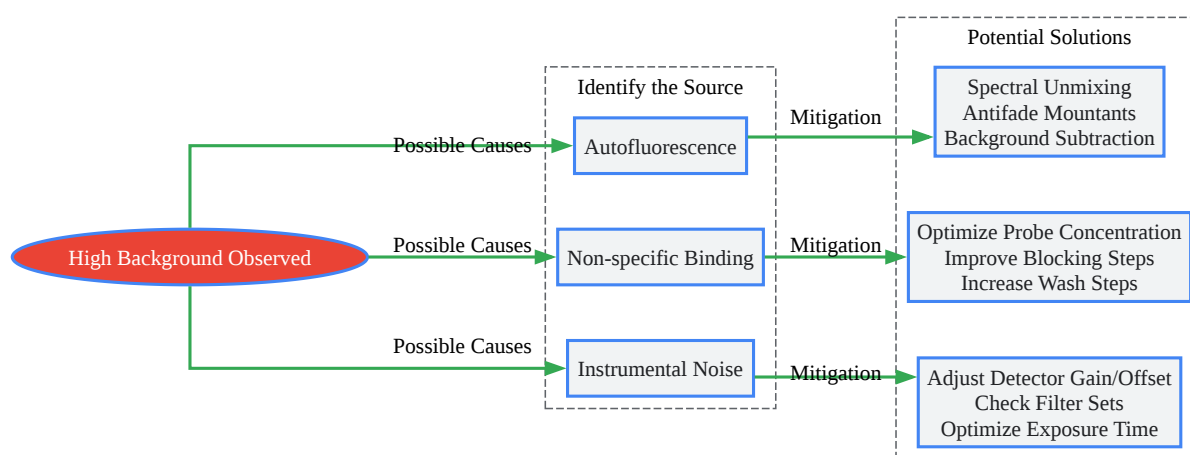 Potential Solutions
Identify the Source
Spectral Unmixing
Antifade Mountants
Background Subtraction
Mitigation
Possible Causes
Autofluorescence
High Background Observed
Possible Causes
Non-specific Binding
Mitigation
Optimize Probe Concentration
Improve Blocking Steps
Increase Wash Steps
Possible Causes
Instrumental Noise
Mitigation
Adjust Detector Gain/Offset
Check Filter Sets
Optimize Exposure Time